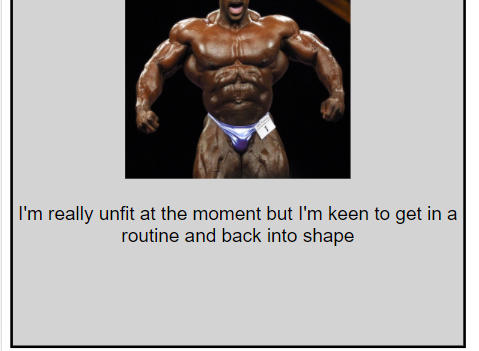 I'm really unfit at the moment but I'm keen to get in a
routine and back into shape